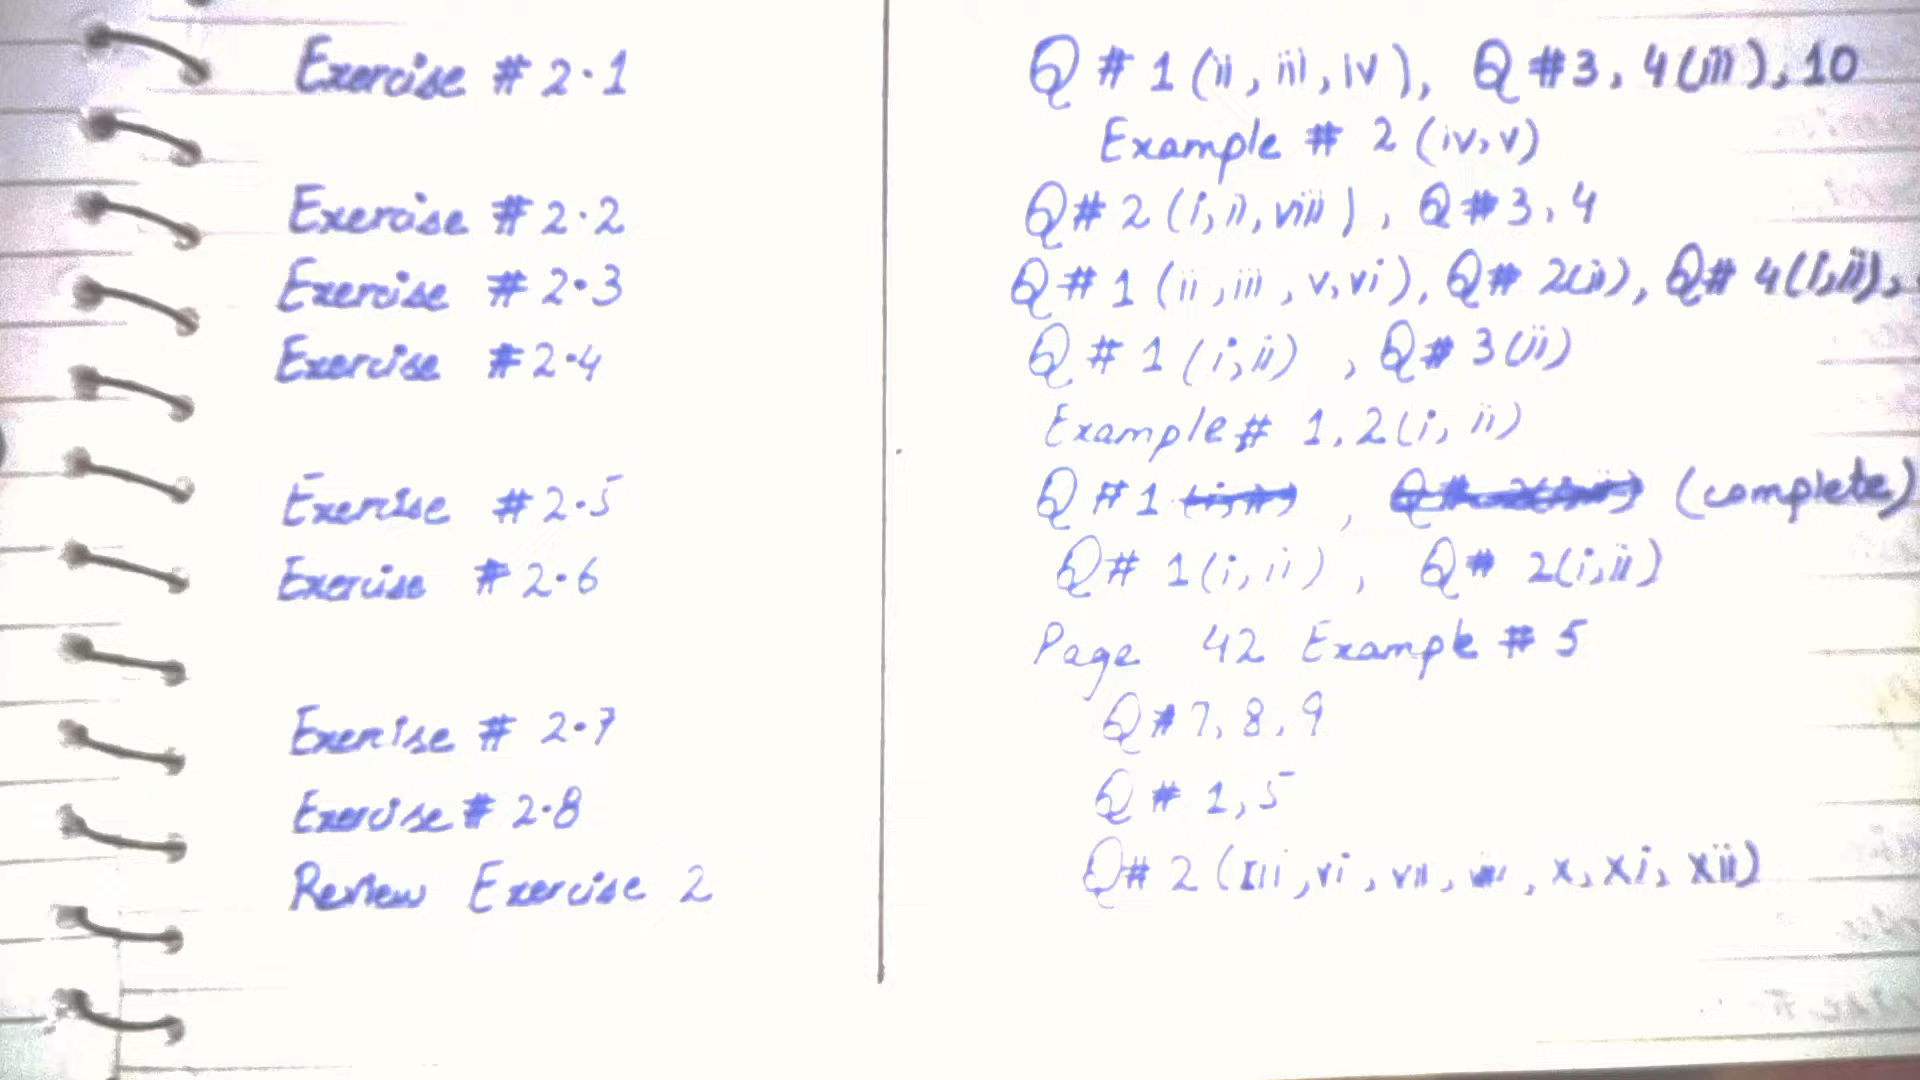 Exercise # 2.1 Q # 1 (ii, iii, iv), Q #3, 4(iii), 10
Example # 2 (iv, v)
Exercise # 2.2 Q# 2 (i, ii, viii), Q #3, 4
Exercise # 2.3 Q # 1 (ii, iii, v, vi), Q# 2(ii), Q# 4(i,ii),
Exercise # 2.4 Q # 1 (i, ii), Q# 3(ii)
Example # 1, 2(i, ii)
Exercise # 2.5 Q # 1 , (complete)
Exercise # 2.6 Q# 1(i, ii), Q# 2(i,ii)
Page 42 Example # 5
Exercise # 2.7 Q# 7, 8, 9
Exercise # 2.8 Q # 1, 5
Review Exercise 2 Q# 2 (iii, vi, vii, , x, xi, xii)